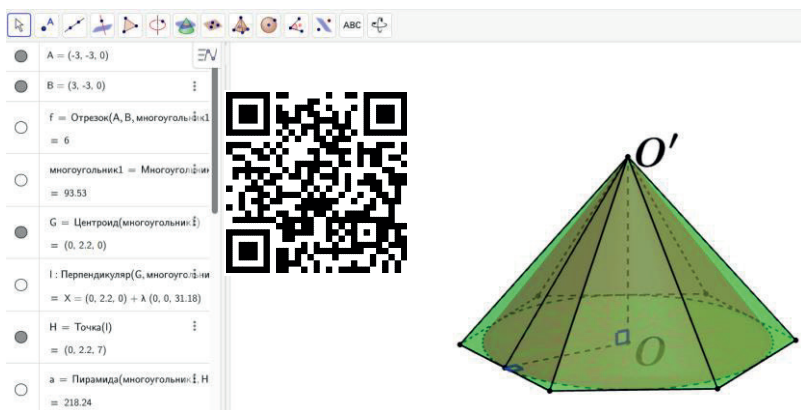 ABC
A = (-3, -3, 0)
B = (3, -3, 0)
f = Отрезок(A, B, многоугольник1
= 6
многоугольник1 = Многоугольник
= 93.53
G = Центроид(многоугольник1)
= (0, 2.2, 0)
l : Перпендикуляр(G, многоугольни
= X = (0, 2.2, 0) + λ (0, 0, 31.18)
H = Точка(l)
= (0, 2.2, 7)
a = Пирамида(многоугольник1, H
= 218.24
O′
O